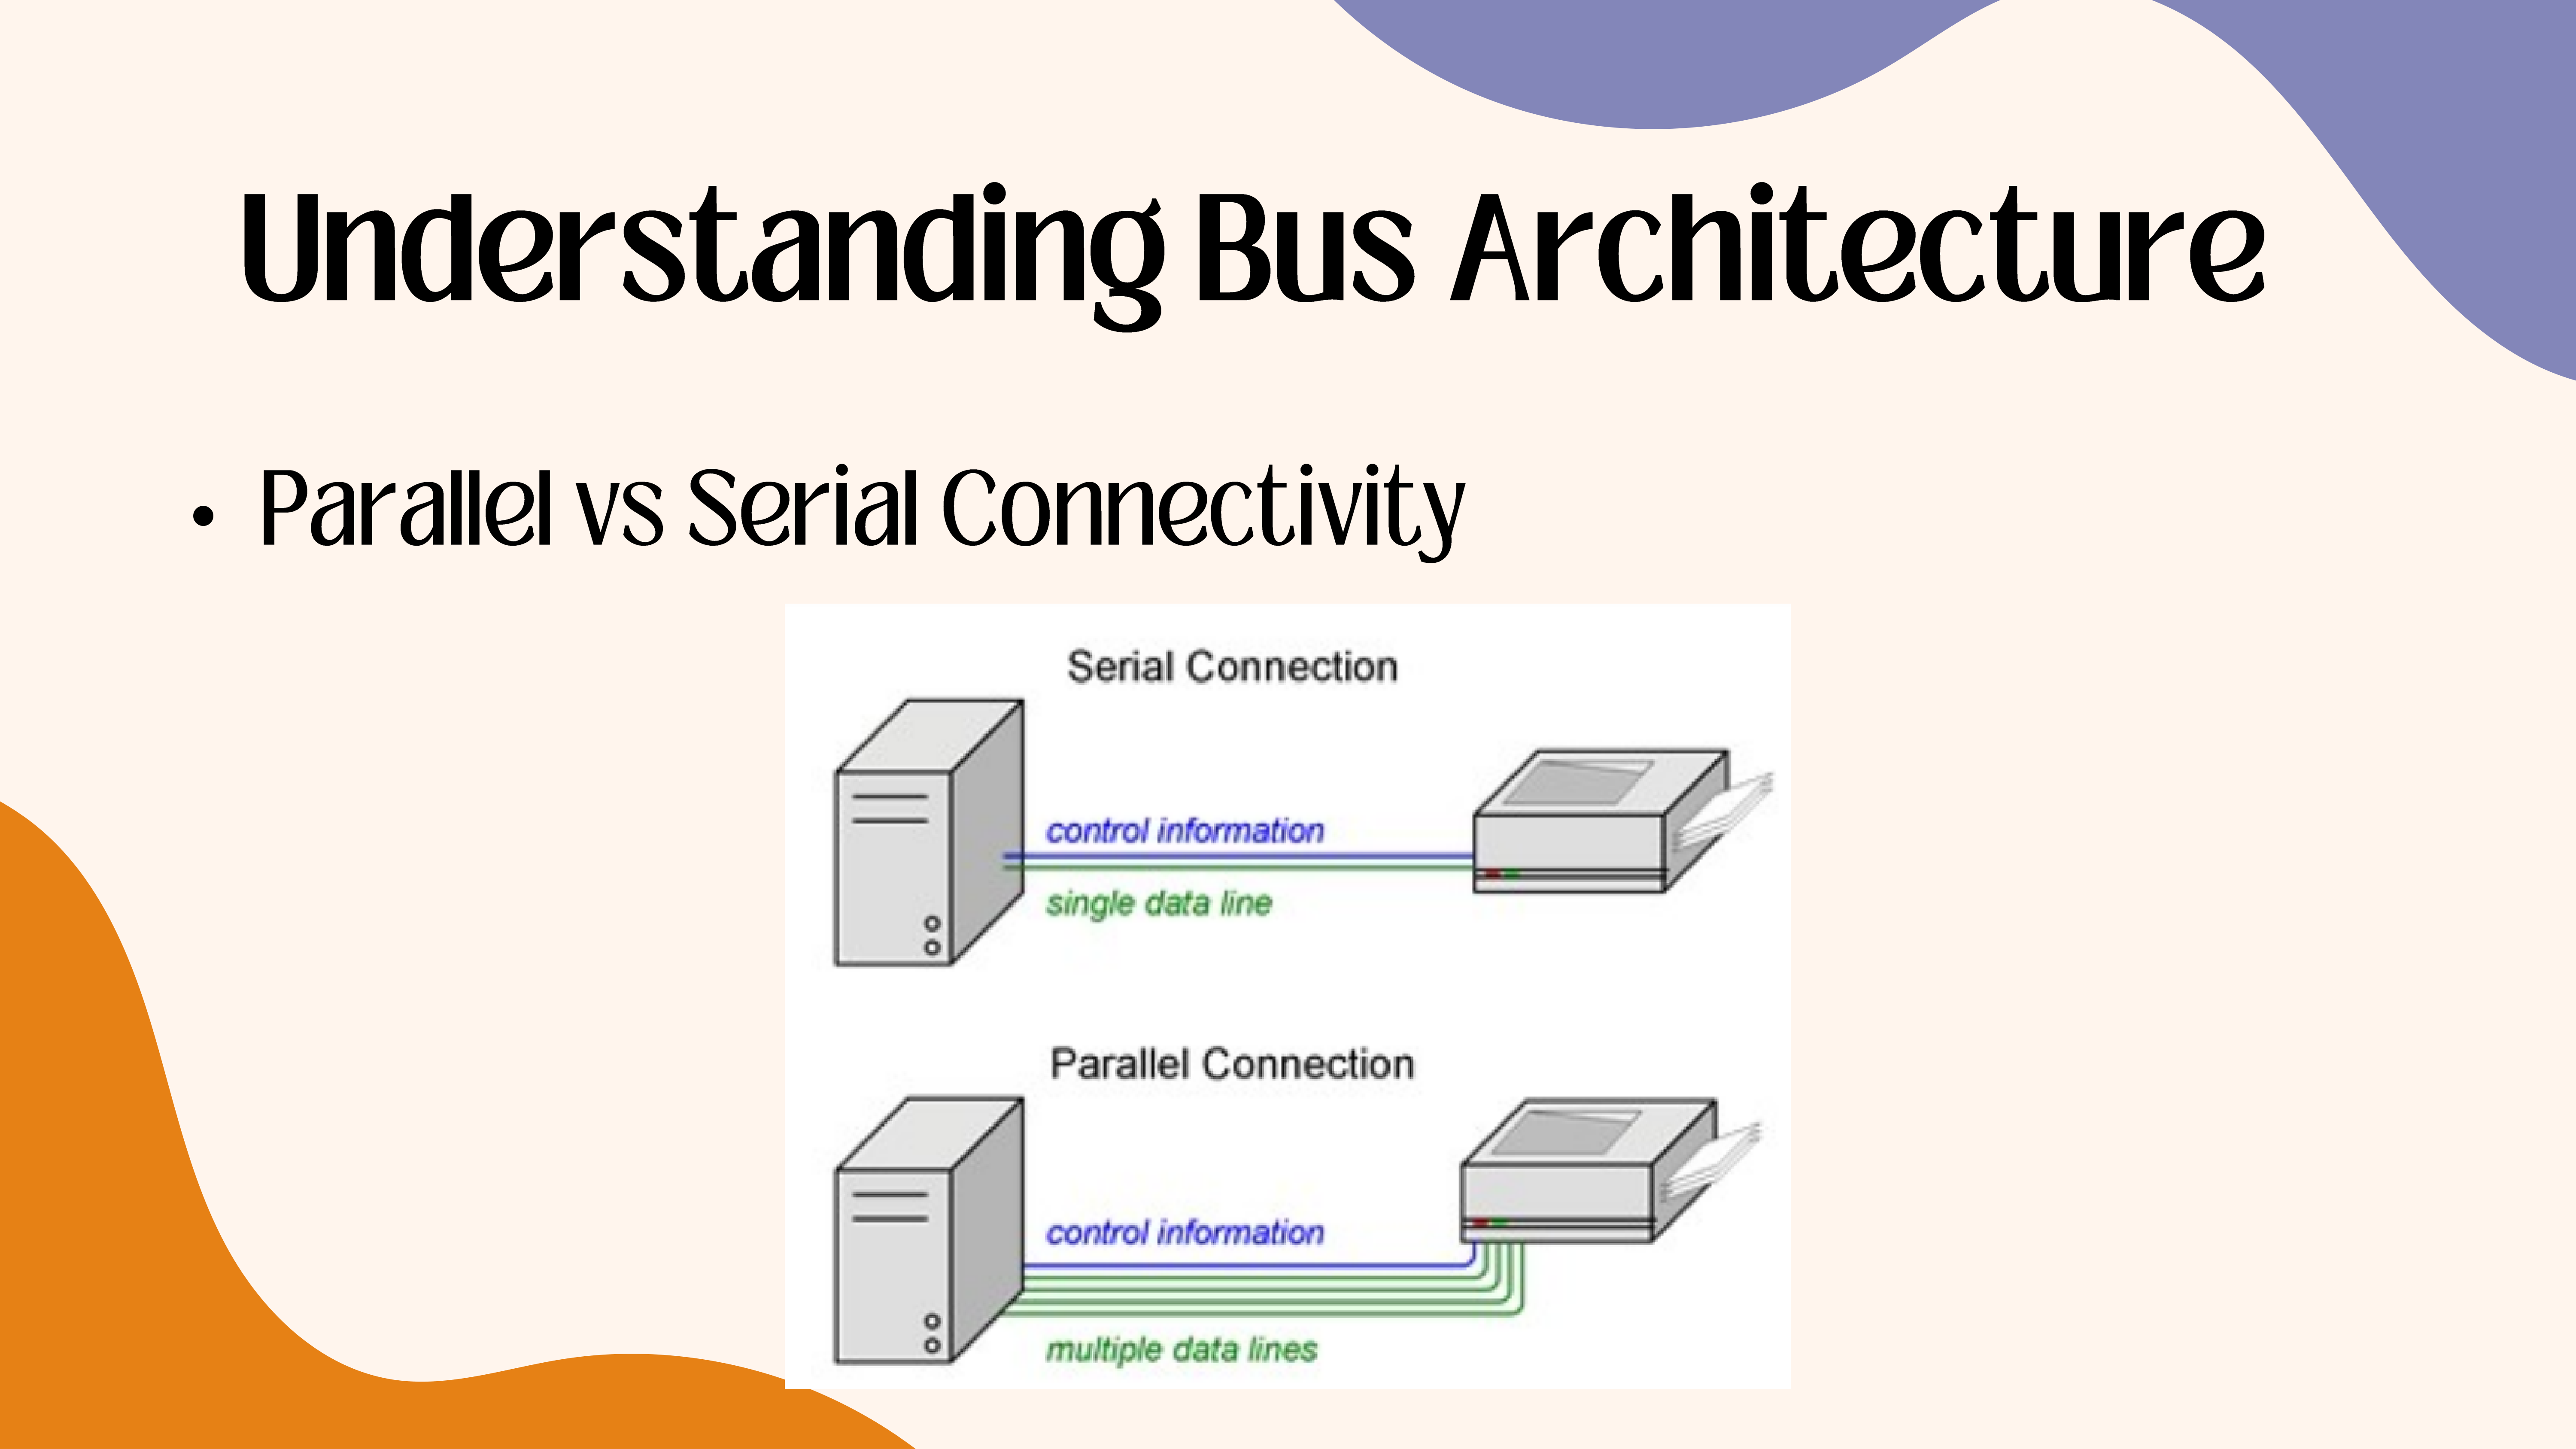 Understanding Bus Architecture
• Parallel vs Serial Connectivity
Serial Connection
control information
single data line
Parallel Connection
control information
multiple data lines